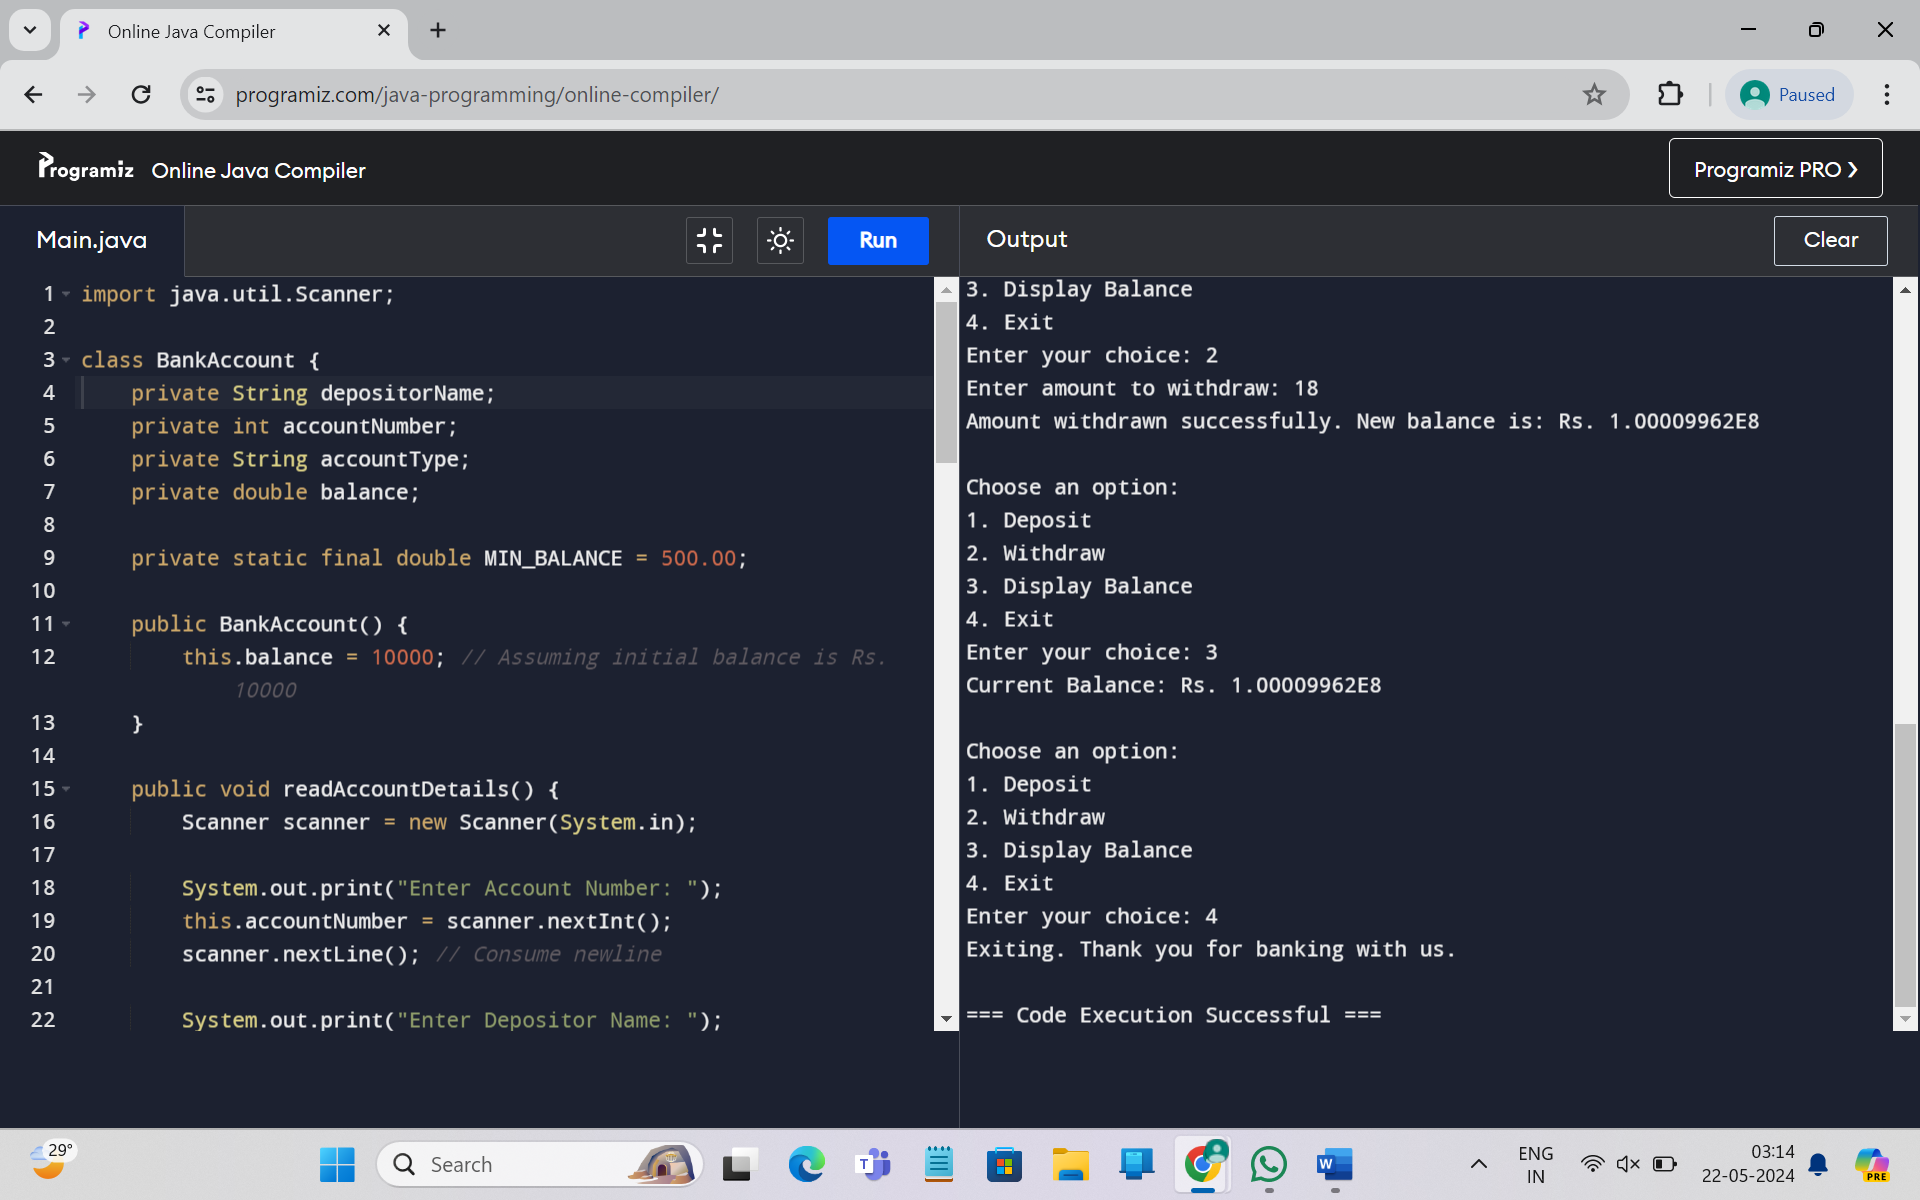 Online Java Compiler
programiz.com/java-programming/online-compiler/
Paused
Programiz Online Java Compiler
Programiz PRO ❯
Main.java
Run
Output
Clear
1 import java.util.Scanner;
2
3 class BankAccount {
4 private String depositorName;
5 private int accountNumber;
6 private String accountType;
7 private double balance;
8
9 private static final double MIN_BALANCE = 500.00;
10
11 public BankAccount() {
12 this.balance = 10000; // Assuming initial balance is Rs.
10000
13 }
14
15 public void readAccountDetails() {
16 Scanner scanner = new Scanner(System.in);
17
18 System.out.print("Enter Account Number: ");
19 this.accountNumber = scanner.nextInt();
20 scanner.nextLine(); // Consume newline
21
22 System.out.print("Enter Depositor Name: ");
3. Display Balance
4. Exit
Enter your choice: 2
Enter amount to withdraw: 18
Amount withdrawn successfully. New balance is: Rs. 1.00009962E8
Choose an option:
1. Deposit
2. Withdraw
3. Display Balance
4. Exit
Enter your choice: 3
Current Balance: Rs. 1.00009962E8
Choose an option:
1. Deposit
2. Withdraw
3. Display Balance
4. Exit
Enter your choice: 4
Exiting. Thank you for banking with us.
=== Code Execution Successful ===
29°
Search
T
W
ENG
IN
03:14
22-05-2024
PRE